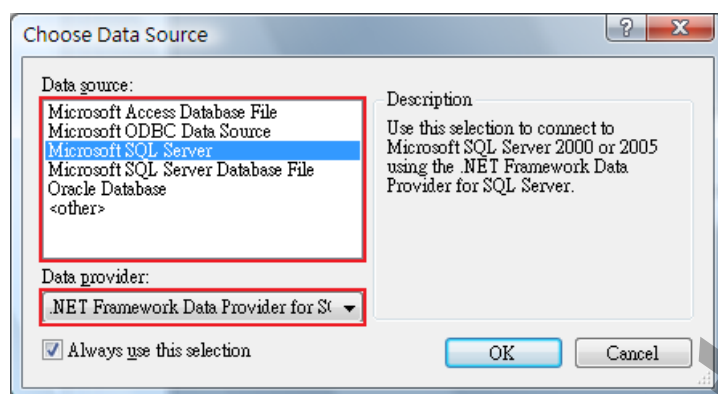 Choose Data Source
Data source:
Microsoft Access Database File
Microsoft ODBC Data Source
Microsoft SQL Server
Microsoft SQL Server Database File
Oracle Database
<other>
Data provider:
.NET Framework Data Provider for S(
Always use this selection
Description
Use this selection to connect to
Microsoft SQL Server 2000 or 2005
using the .NET Framework Data
Provider for SQL Server.
OK
Cancel